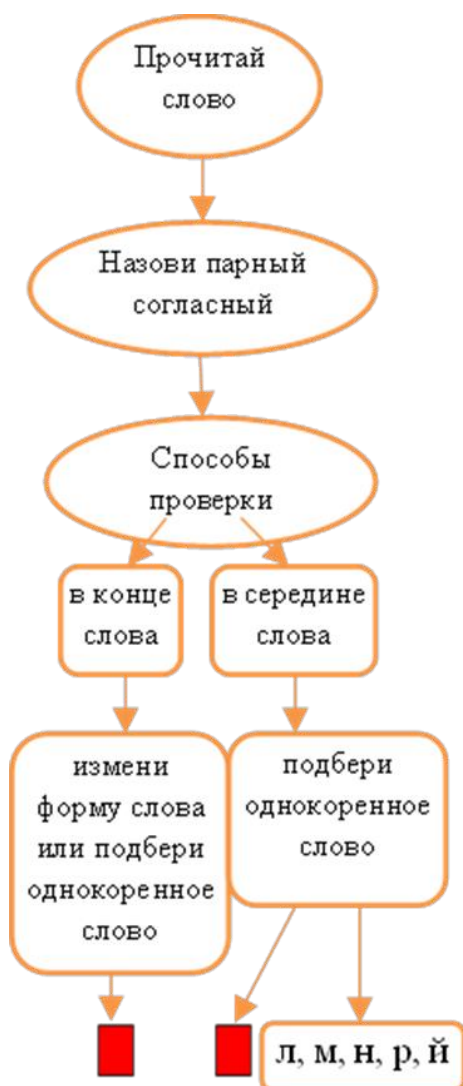 Прочитай
слово
Назови парный
согласный
Способы
проверки
в конце
слова
в середине
слова
измени
форму слова
или подбери
однокоренное
слово
подбери
однокоренное
слово
л, м, н, р, й